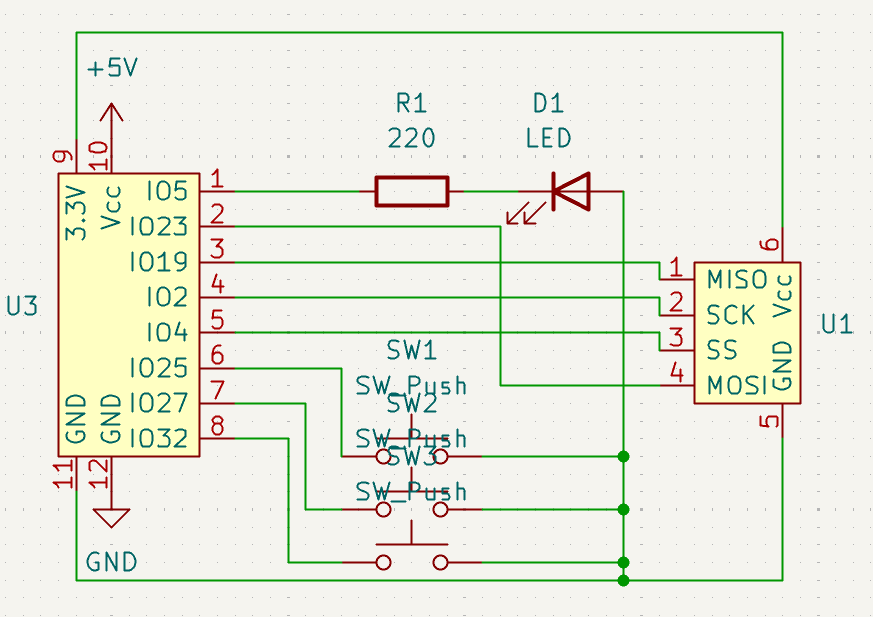 +5V
R1
220
D1
LED
9
10
3.3V
Vcc
IO5
1
IO23
2
IO19
3
IO2
4
IO4
5
IO25
6
IO27
7
IO32
8
GND
GND
11
12
U3
GND
SW1
SW_Push
SW2
SW_Push
SW3
SW_Push
6
1
MISO
2
SCK
3
SS
4
MOSI
Vcc
GND
5
U1